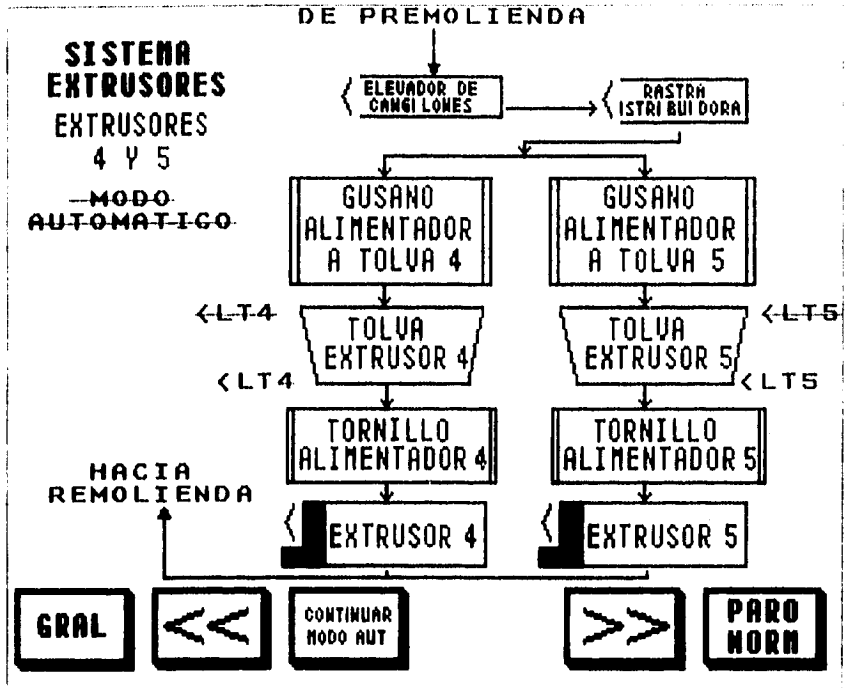 DE PREMOLIENDA
SISTEMA
EXTRUSORES
EXTRUSORES
4 Y 5
MODO
AUTOMATICO
ELEVADOR DE
CANGILONES
RASTRA
ISTRIBUIDORA
GUSANO
ALIMENTADOR
A TOLVA 4
GUSANO
ALIMENTADOR
A TOLVA 5
<LT4
TOLVA
EXTRUSOR 4
<LT4
<LT5
TOLVA
EXTRUSOR 5
<LT5
TORNILLO
ALIMENTADOR 4
TORNILLO
ALIMENTADOR 5
HACIA
REMOLIENDA
EXTRUSOR 4
EXTRUSOR 5
GRAL
<<
CONTINUAR
MODO AUT
>>
PARO
NORM